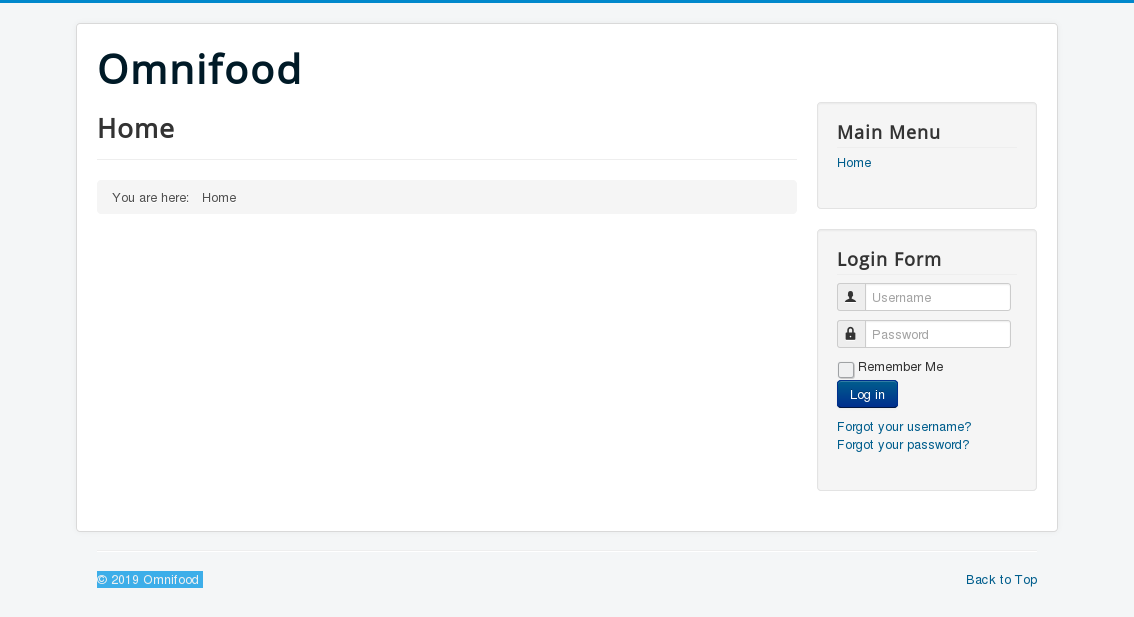 Omnifood
Home
You are here: Home
Main Menu
Home
Login Form
Username
Password
Remember Me
Log in
Forgot your username?
Forgot your password?
© 2019 Omnifood
Back to Top